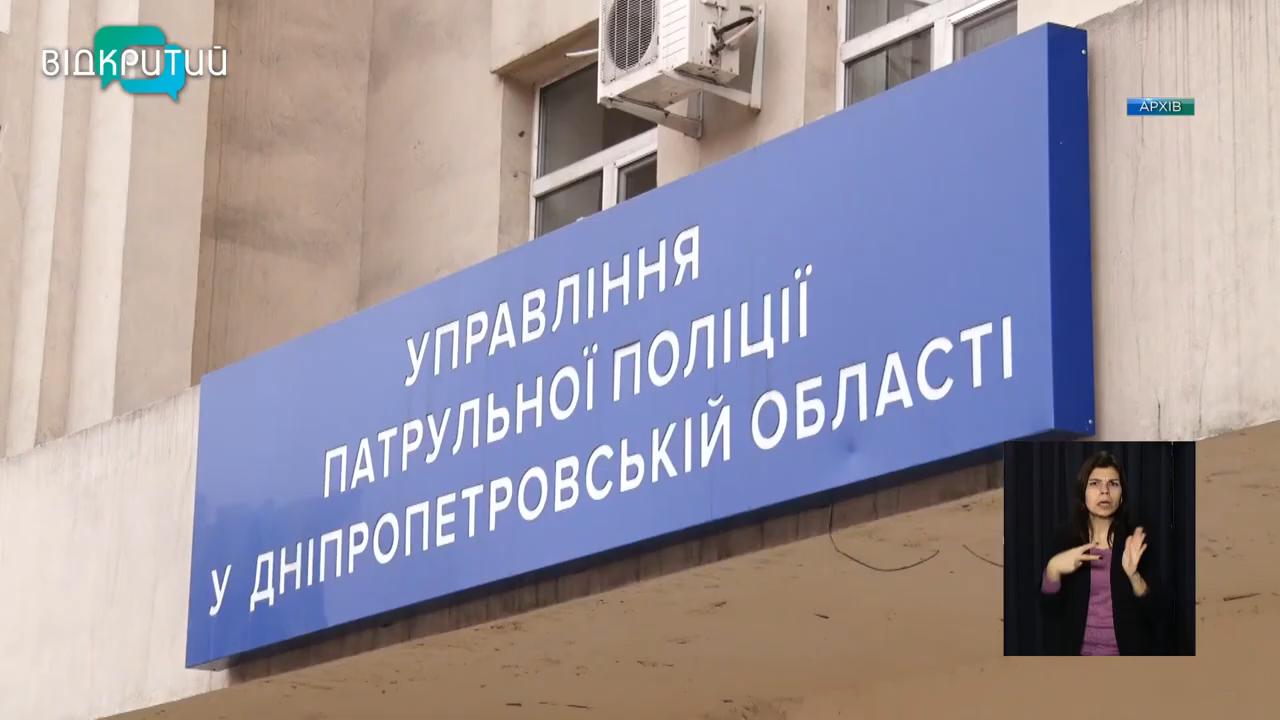 ВІДКРИТИЙ
АРХІВ
УПРАВЛІННЯ
ПАТРУЛЬНОЇ ПОЛІЦІЇ
У ДНІПРОПЕТРОВСЬКІЙ ОБЛАСТІ